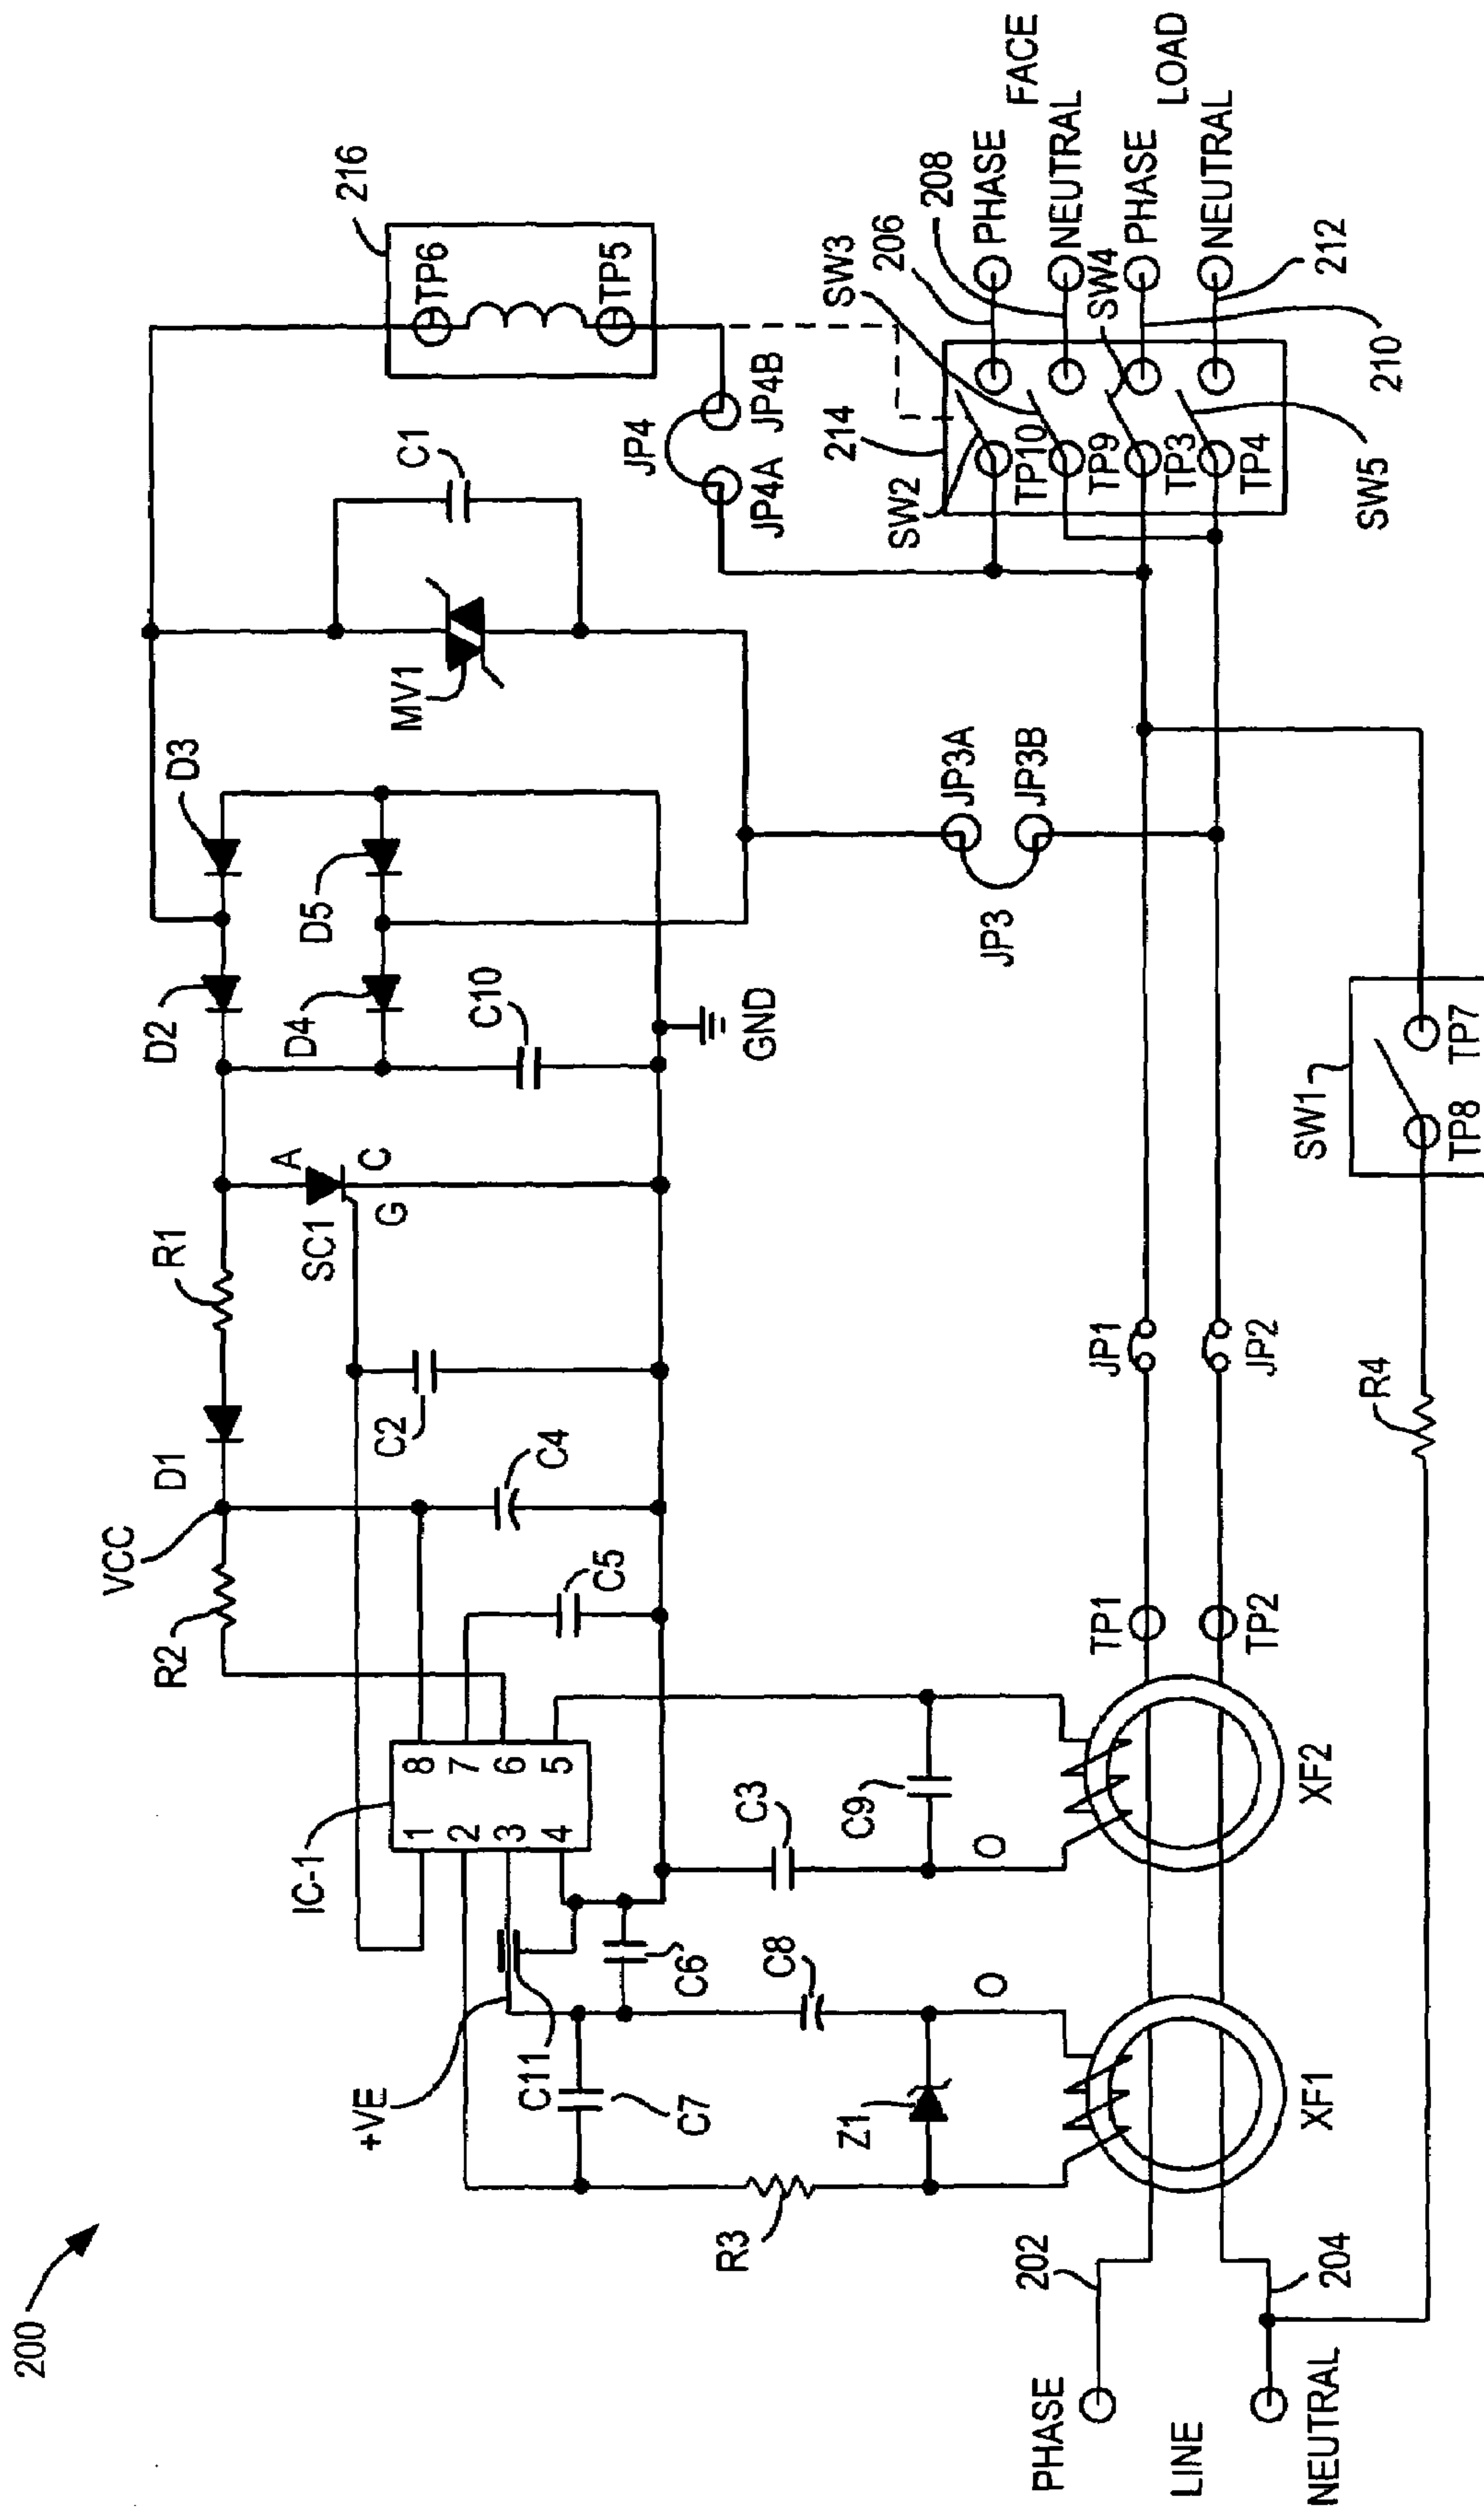 200
216
TP6
TP5
C1
MV1
JP4
JP4A
JP4B
D3
D5
D2
D4
C10
GND
A
C
G
SC1
R1
D1
C2
C4
VCC
R2
C5
IC-1
1
2
3
4
8
7
6
5
+VE
C11
C6
C7
C8
C3
C9
O
O
R3
Z1
XF1
XF2
TP1
TP2
JP1
JP2
JP3A
JP3B
JP3
214
SW2
SW3
206
208
SW4
TP10
TP9
TP3
TP4
SW5
210
212
PHASE
FACE
NEUTRAL
PHASE
LOAD
NEUTRAL
SW1
TP8
TP7
R4
202
204
PHASE
LINE
NEUTRAL